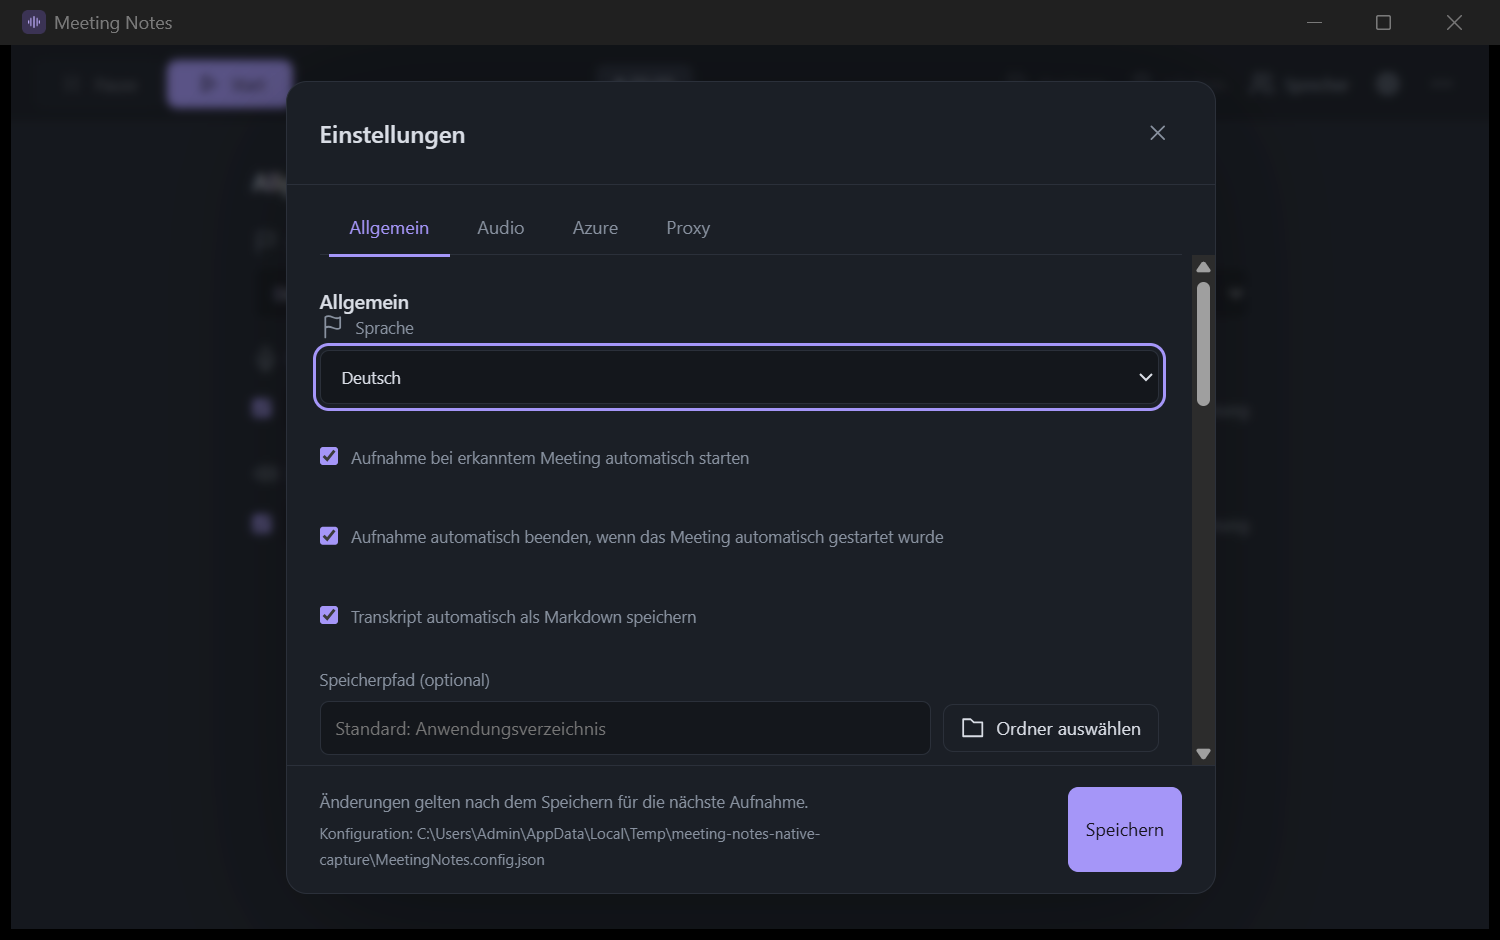 Meeting Notes
Einstellungen
Allgemein
Audio
Azure
Proxy
Allgemein
Sprache
Deutsch
Aufnahme bei erkanntem Meeting automatisch starten
Aufnahme automatisch beenden, wenn das Meeting automatisch gestartet wurde
Transkript automatisch als Markdown speichern
Speicherpfad (optional)
Standard: Anwendungsverzeichnis
Ordner auswählen
Änderungen gelten nach dem Speichern für die nächste Aufnahme.
Konfiguration: C:\Users\Admin\AppData\Local\Temp\meeting-notes-native-
capture\MeetingNotes.config.json
Speichern